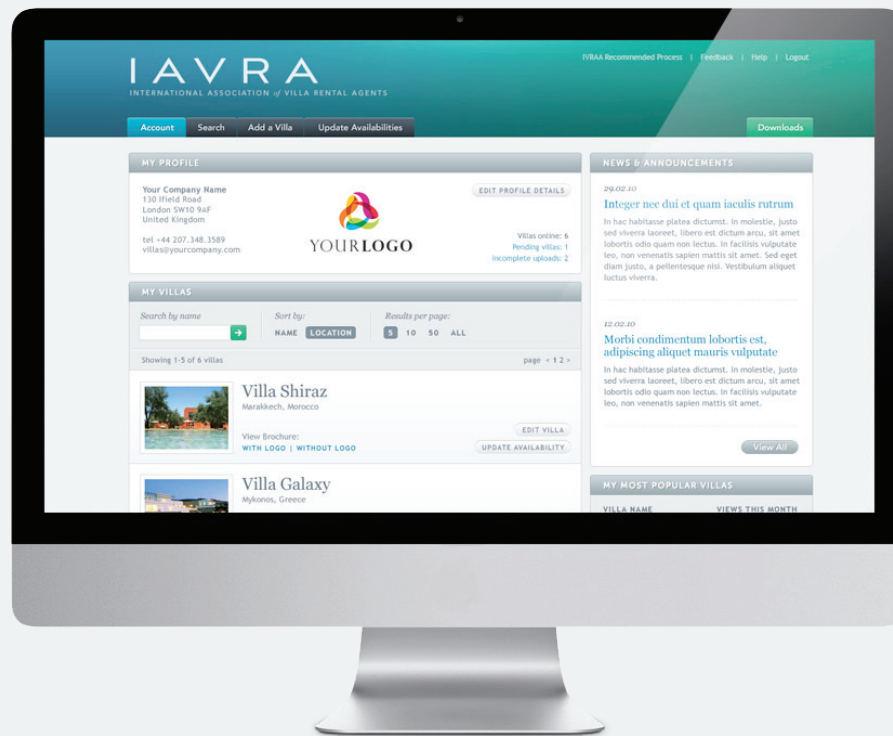 IAVRA
INTERNATIONAL ASSOCIATION of VILLA RENTAL AGENTS
IVRAA Recommended Process | Feedback | Help | Logout
Account Search Add a Villa Update Availabilities Downloads
MY PROFILE
Your Company Name
130 Ifield Road
London SW10 9AF
United Kingdom
tel +44 207.348.3589
villas@yourcompany.com
YOURLOGO
EDIT PROFILE DETAILS
Villas online: 6
Pending villas: 1
Incomplete uploads: 2
MY VILLAS
Search by name Sort by: Results per page:
NAME LOCATION 5 10 50 ALL
Showing 1-5 of 6 villas page < 1 2 >
Villa Shiraz
Marakkech, Morocco
View Brochure:
WITH LOGO | WITHOUT LOGO
EDIT VILLA
UPDATE AVAILABILITY
Villa Galaxy
Mykonos, Greece
NEWS & ANNOUNCEMENTS
29.02.10
Integer nec dui et quam iaculis rutrum
In hac habitasse platea dictumst. In molestie, justo
sed viverra laoreet, libero est dictum arcu, sit amet
lobortis odio quam non lectus. In facilisis vulputate
leo, non venenatis sapien mattis sit amet. Sed eget
diam justo, a pellentesque nisi. Vestibulum aliquet
luctus viverra.
12.02.10
Morbi condimentum lobortis est,
adipiscing aliquet mauris vulputate
In hac habitasse platea dictumst. In molestie, justo
sed viverra laoreet, libero est dictum arcu, sit amet
lobortis odio quam non lectus. In facilisis vulputate
leo, non venenatis sapien mattis sit amet.
View All
MY MOST POPULAR VILLAS
VILLA NAME VIEWS THIS MONTH